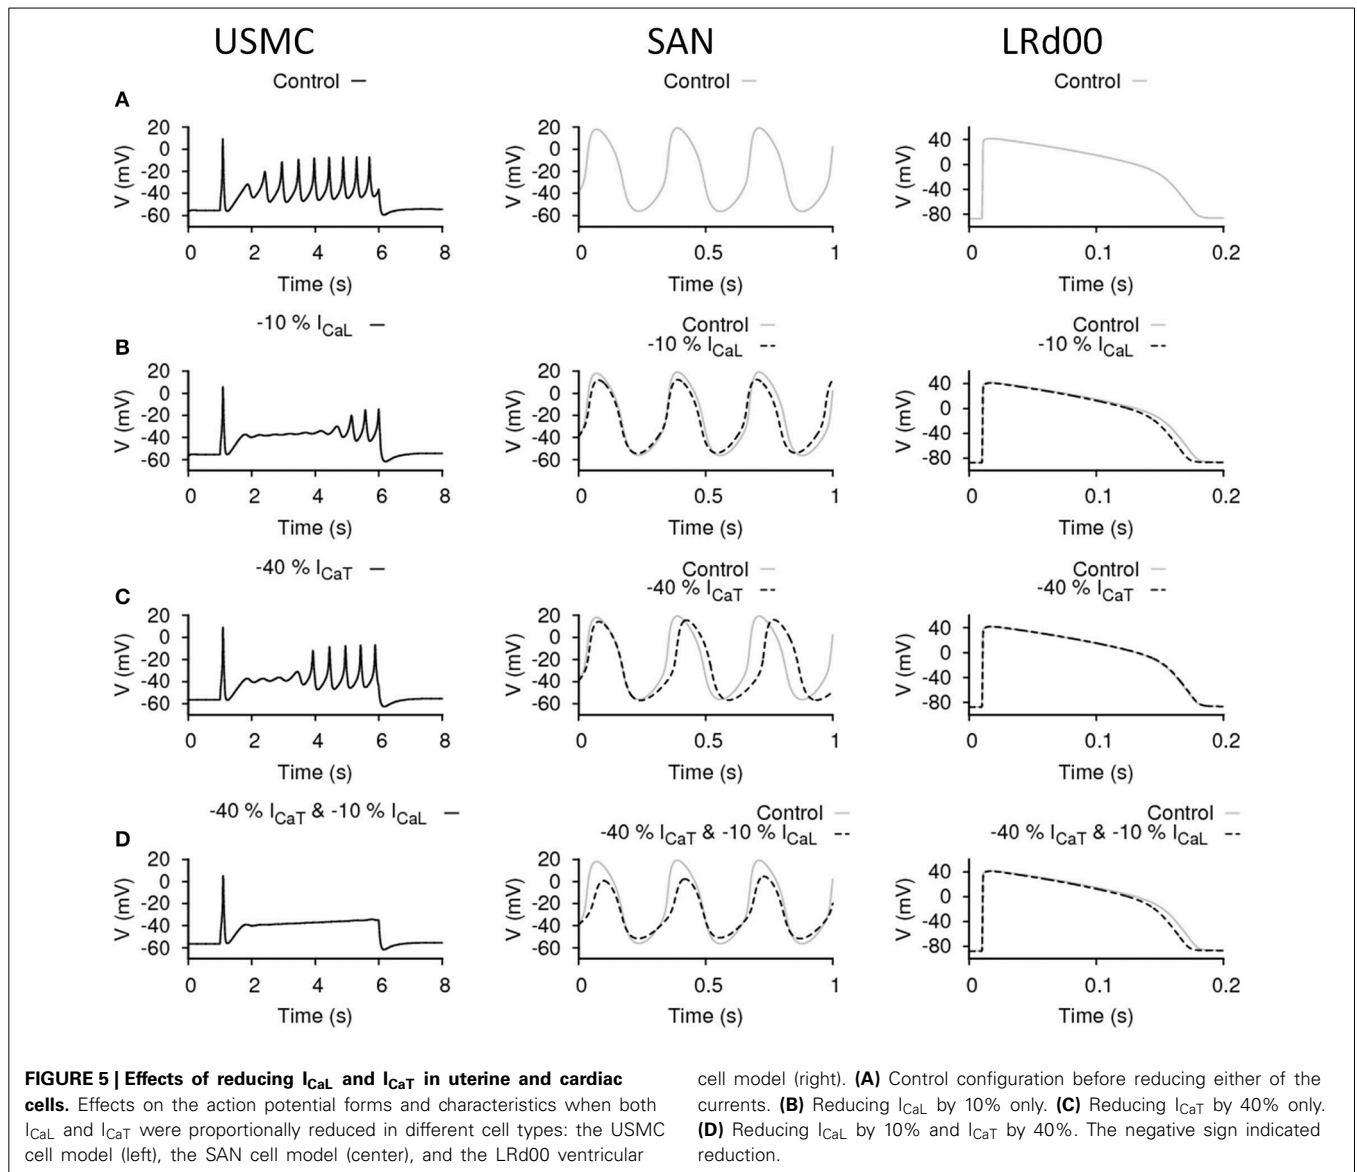 USMC SAN LRd00
Control Control Control
A
20
0
-20
-40
-60
V (mV)
0 2 4 6 8
Time (s)
20
0
-20
-40
-60
V (mV)
0 0.5 1
Time (s)
40
0
-40
-80
V (mV)
0 0.1 0.2
Time (s)
B
-10 % ICaL
20
0
-20
-40
-60
V (mV)
0 2 4 6 8
Time (s)
Control
-10 % ICaL
20
0
-20
-40
-60
V (mV)
0 0.5 1
Time (s)
Control
-10 % ICaL
40
0
-40
-80
V (mV)
0 0.1 0.2
Time (s)
C
-40 % ICaT
20
0
-20
-40
-60
V (mV)
0 2 4 6 8
Time (s)
Control
-40 % ICaT
20
0
-20
-40
-60
V (mV)
0 0.5 1
Time (s)
Control
-40 % ICaT
40
0
-40
-80
V (mV)
0 0.1 0.2
Time (s)
D
-40 % ICaT & -10 % ICaL
20
0
-20
-40
-60
V (mV)
0 2 4 6 8
Time (s)
Control
-40 % ICaT & -10 % ICaL
20
0
-20
-40
-60
V (mV)
0 0.5 1
Time (s)
Control
-40 % ICaT & -10 % ICaL
40
0
-40
-80
V (mV)
0 0.1 0.2
Time (s)
FIGURE 5 | Effects of reducing ICaL and ICaT in uterine and cardiac
cells. Effects on the action potential forms and characteristics when both
ICaL and ICaT were proportionally reduced in different cell types: the USMC
cell model (left), the SAN cell model (center), and the LRd00 ventricular
cell model (right). (A) Control configuration before reducing either of the
currents. (B) Reducing ICaL by 10% only. (C) Reducing ICaT by 40% only.
(D) Reducing ICaL by 10% and ICaT by 40%. The negative sign indicated
reduction.